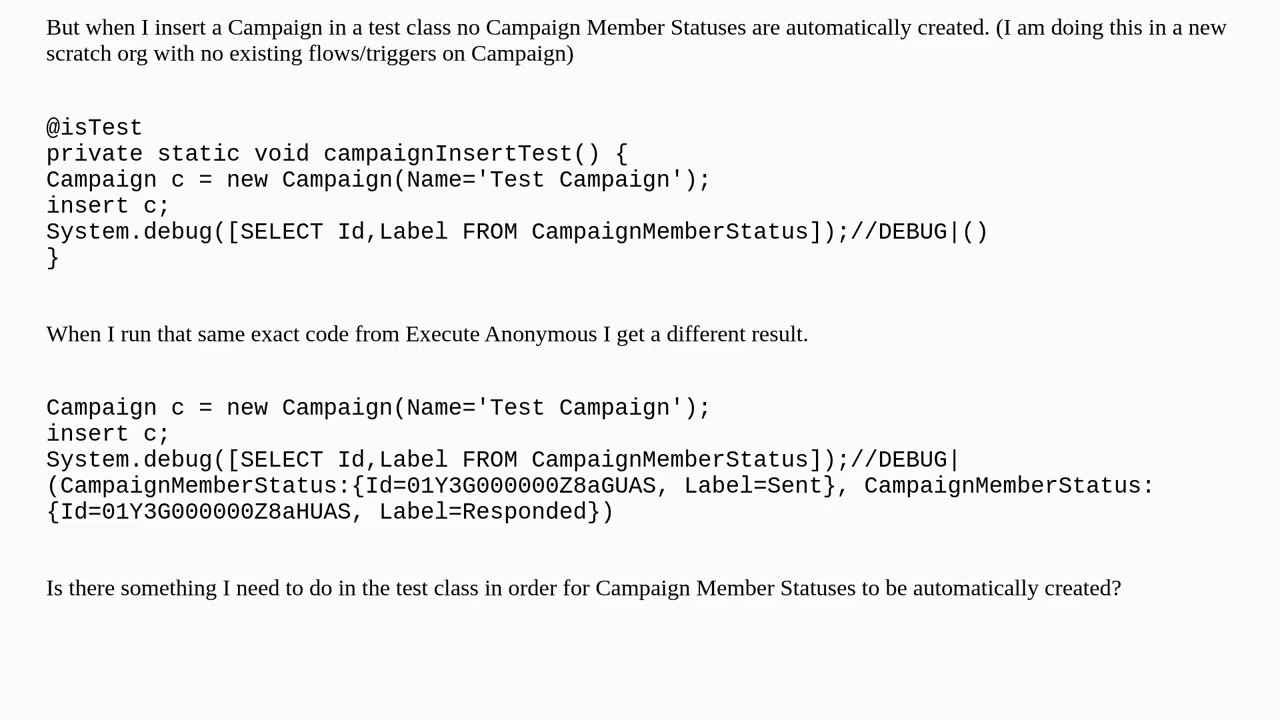 But when I insert a Campaign in a test class no Campaign Member Statuses are automatically created. (I am doing this in a new
scratch org with no existing flows/triggers on Campaign)
@isTest
private static void campaignInsertTest() {
Campaign c = new Campaign(Name='Test Campaign');
insert c;
System.debug([SELECT Id,Label FROM CampaignMemberStatus]);//DEBUG|()
}
When I run that same exact code from Execute Anonymous I get a different result.
Campaign c = new Campaign(Name='Test Campaign');
insert c;
System.debug([SELECT Id,Label FROM CampaignMemberStatus]);//DEBUG|
(CampaignMemberStatus:{Id=01Y3G000000Z8aGUAS, Label=Sent}, CampaignMemberStatus:
{Id=01Y3G000000Z8aHUAS, Label=Responded})
Is there something I need to do in the test class in order for Campaign Member Statuses to be automatically created?